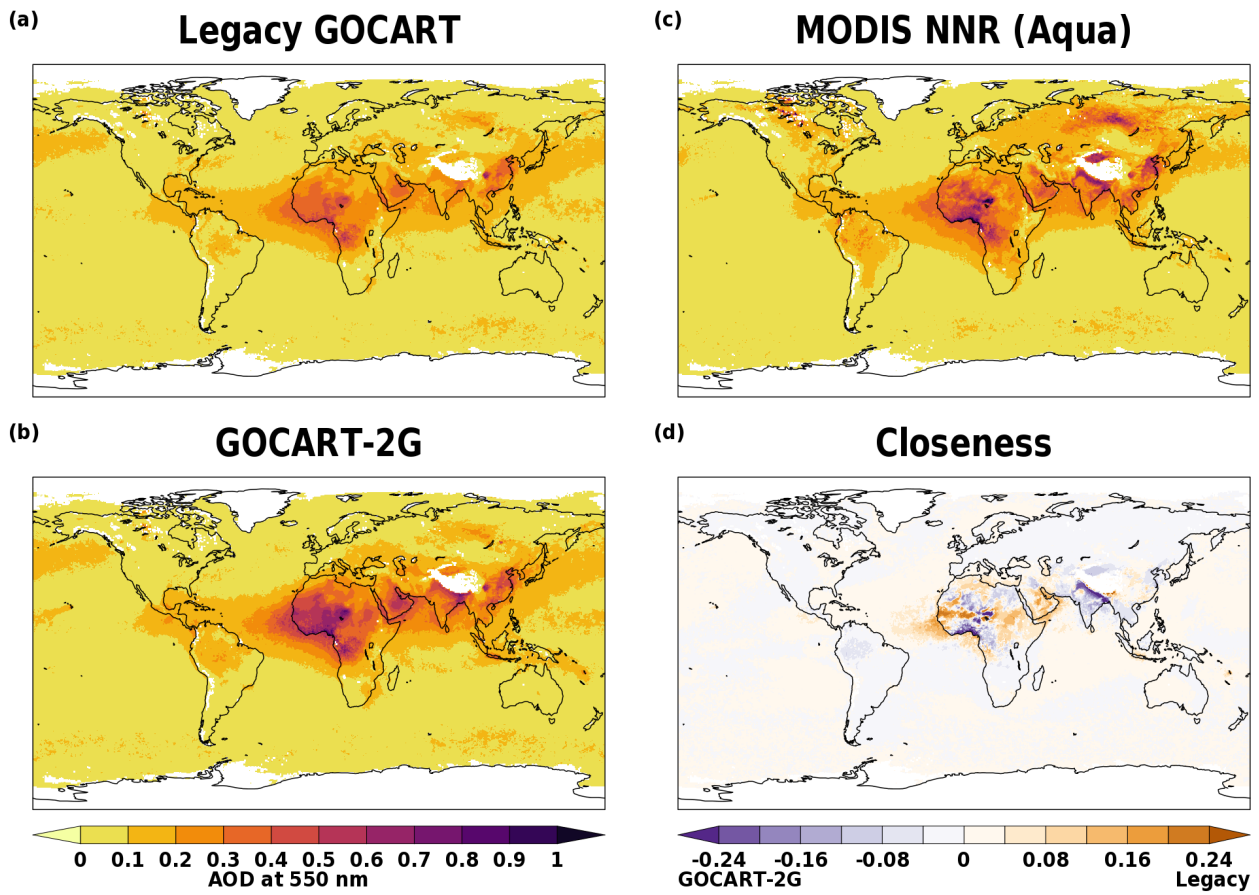 (a)
Legacy GOCART
(c)
MODIS NNR (Aqua)
(b)
GOCART-2G
(d)
Closeness
0 0.1 0.2 0.3 0.4 0.5 0.6 0.7 0.8 0.9 1
AOD at 550 nm
-0.24 -0.16 -0.08 0 0.08 0.16 0.24
GOCART-2G Legacy